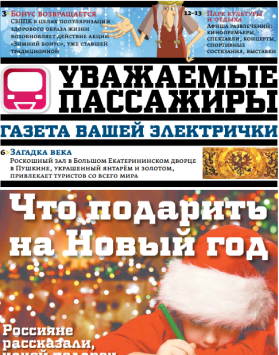 3 Бонус возвращается
СЗППК в целях популяризации
здорового образа жизни
возобновляет действие акции
«Зимний бонус», уже ставшей
традиционной
12–13 Парк культуры
и отдыха
Афиша развлечений:
кинопремьеры,
спектакли, концерты,
спортивные
состязания, выставки
УВАЖАЕМЫЕ
ПАССАЖИРЫ
ГАЗЕТА ВАШЕЙ ЭЛЕКТРИЧКИ
6 Загадка века
Роскошный зал в Большом Екатерининском дворце
в Пушкине, украшенный янтарём и золотом,
привлекает туристов со всего мира
Что подарить
на Новый год
Россияне
рассказали,